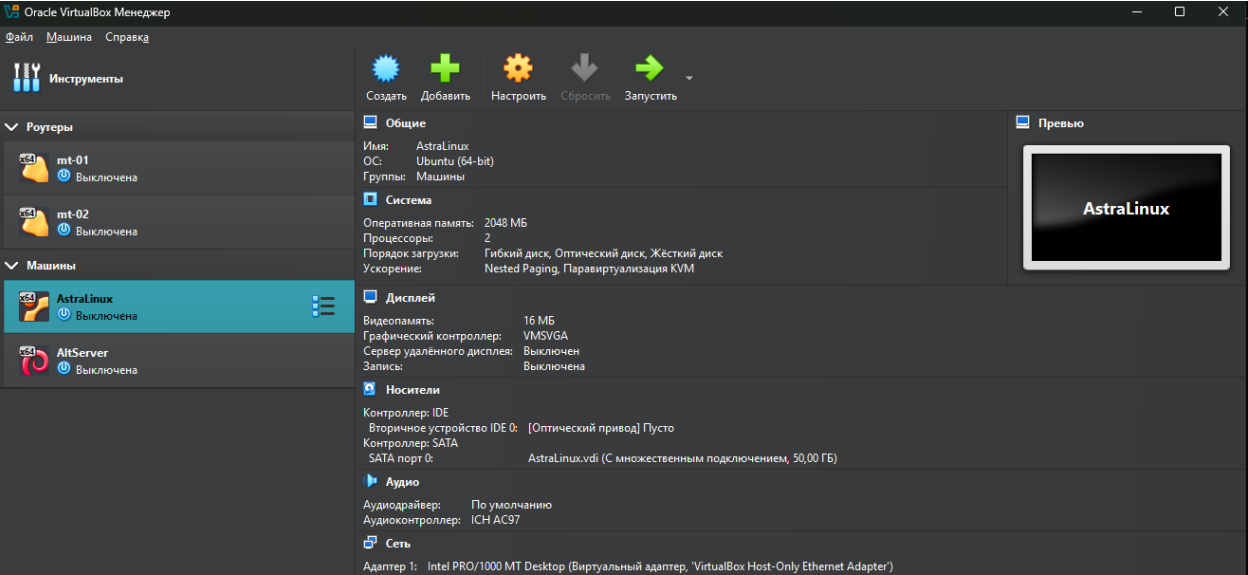 Oracle VirtualBox Менеджер
Файл Машина Справка
Инструменты
Создать Добавить Настроить Сбросить Запустить
Роутеры
x64
mt-01
Выключена
x64
mt-02
Выключена
Машины
x64
AstraLinux
Выключена
x64
AltServer
Выключена
Общие
Имя: AstraLinux
ОС: Ubuntu (64-bit)
Группы: Машины
Система
Оперативная память: 2048 МБ
Процессоры: 2
Порядок загрузки: Гибкий диск, Оптический диск, Жёсткий диск
Ускорение: Nested Paging, Паравиртуализация KVM
Дисплей
Видеопамять: 16 МБ
Графический контроллер: VMSVGA
Сервер удалённого дисплея: Выключен
Запись: Выключена
Носители
Контроллер: IDE
Вторичное устройство IDE 0: [Оптический привод] Пусто
Контроллер: SATA
SATA порт 0: AstraLinux.vdi (С множественным подключением, 50,00 ГБ)
Аудио
Аудиодрайвер: По умолчанию
Аудиоконтроллер: ICH AC97
Сеть
Адаптер 1: Intel PRO/1000 MT Desktop (Виртуальный адаптер, 'VirtualBox Host-Only Ethernet Adapter')
Превью
AstraLinux